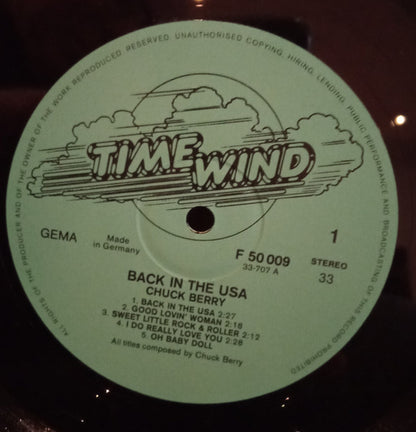 ALL RIGHTS OF THE PRODUCER AND OF THE OWNER OF THE WORK REPRODUCED, RESERVED. UNAUTHORISED COPYING, HIRING, LENDING, PUBLIC PERFORMANCE AND BROADCASTING OF THIS RECORD PROHIBITED
TIME WIND
GEMA
Made
in Germany
F 50 009
33-707 A
1
STEREO
33
BACK IN THE USA
CHUCK BERRY
1. BACK IN THE USA 2:27
2. GOOD LOVIN' WOMAN 2:18
3. SWEET LITTLE ROCK & ROLLER 2:12
4. I DO REALLY LOVE YOU 2:28
5. OH BABY DOLL
All titles composed by Chuck Berry